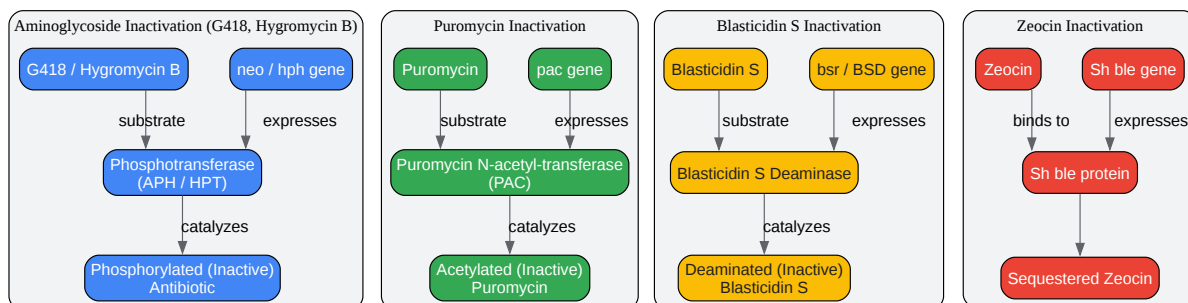 Aminoglycoside Inactivation (G418, Hygromycin B)
G418 / Hygromycin B
neo / hph gene
substrate
expresses
Phosphotransferase
(APH / HPT)
catalyzes
Phosphorylated (Inactive)
Antibiotic
Puromycin Inactivation
Puromycin
pac gene
substrate
expresses
Puromycin N-acetyl-transferase
(PAC)
catalyzes
Acetylated (Inactive)
Puromycin
Blasticidin S Inactivation
Blasticidin S
bsr / BSD gene
substrate
expresses
Blasticidin S Deaminase
catalyzes
Deaminated (Inactive)
Blasticidin S
Zeocin Inactivation
Zeocin
Sh ble gene
binds to
expresses
Sh ble protein
Sequestered Zeocin